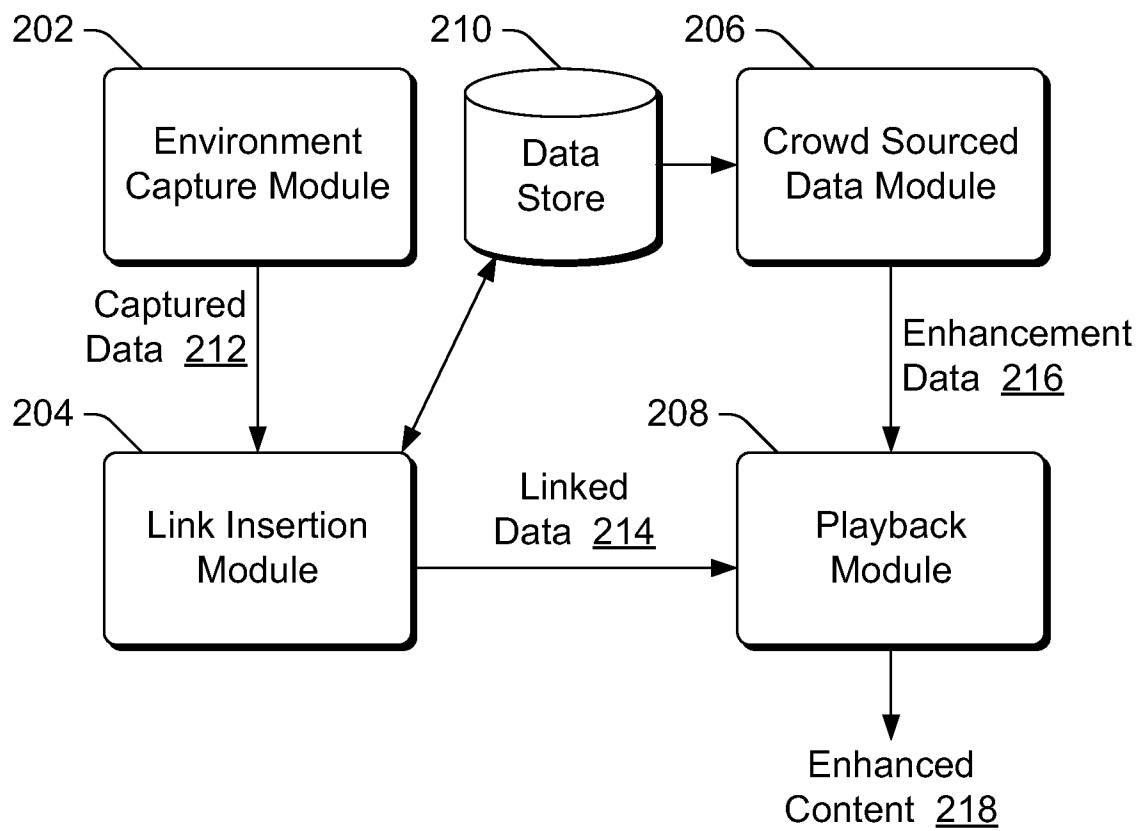 202
210
206
Environment
Capture Module
Data
Store
Crowd Sourced
Data Module
Captured
Data 212
Enhancement
Data 216
204
208
Link Insertion
Module
Linked
Data 214
Playback
Module
Enhanced
Content 218